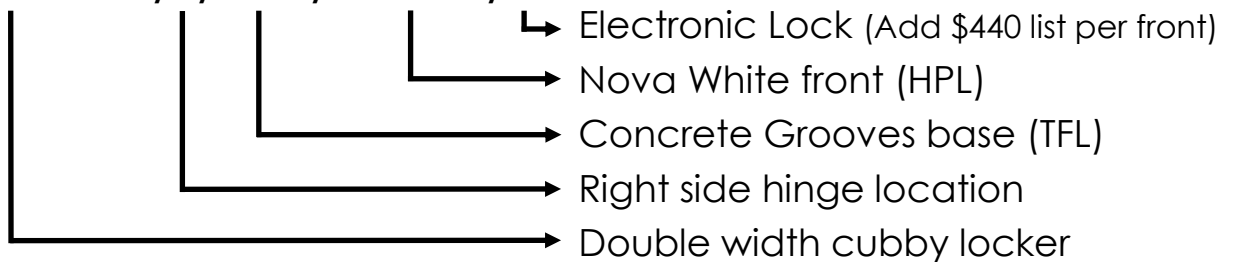 Electronic Lock (Add $440 list per front)
Nova White front (HPL)
Concrete Grooves base (TFL)
Right side hinge location
Double width cubby locker